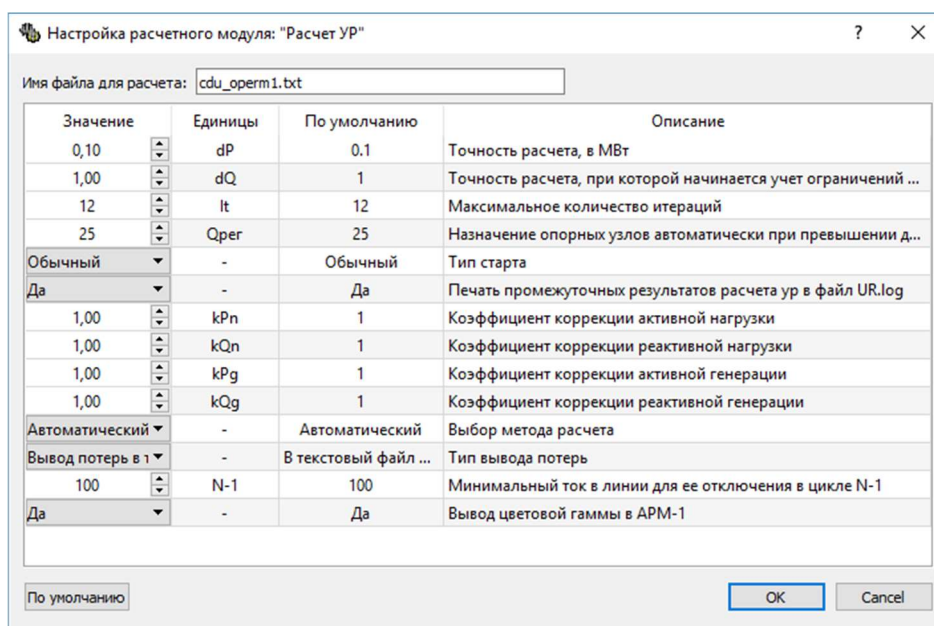 Настройка расчетного модуля: "Расчет УР" ?
Имя файла для расчета: cdu_operm1.txt
Значение Единицы По умолчанию Описание
0,10 dP 0.1 Точность расчета, в МВт
1,00 dQ 1 Точность расчета, при которой начинается учет ограничений ...
12 It 12 Максимальное количество итераций
25 Qрег 25 Назначение опорных узлов автоматически при превышении д...
Обычный - Обычный Тип старта
Да - Да Печать промежуточных результатов расчета ур в файл UR.log
1,00 kPn 1 Коэффициент коррекции активной нагрузки
1,00 kQn 1 Коэффициент коррекции реактивной нагрузки
1,00 kPg 1 Коэффициент коррекции активной генерации
1,00 kQg 1 Коэффициент коррекции реактивной генерации
Автоматический - Автоматический Выбор метода расчета
Вывод потерь в т - В текстовый файл ... Тип вывода потерь
100 N-1 100 Минимальный ток в линии для ее отключения в цикле N-1
Да - Да Вывод цветовой гаммы в АРМ-1
По умолчанию OK Cancel